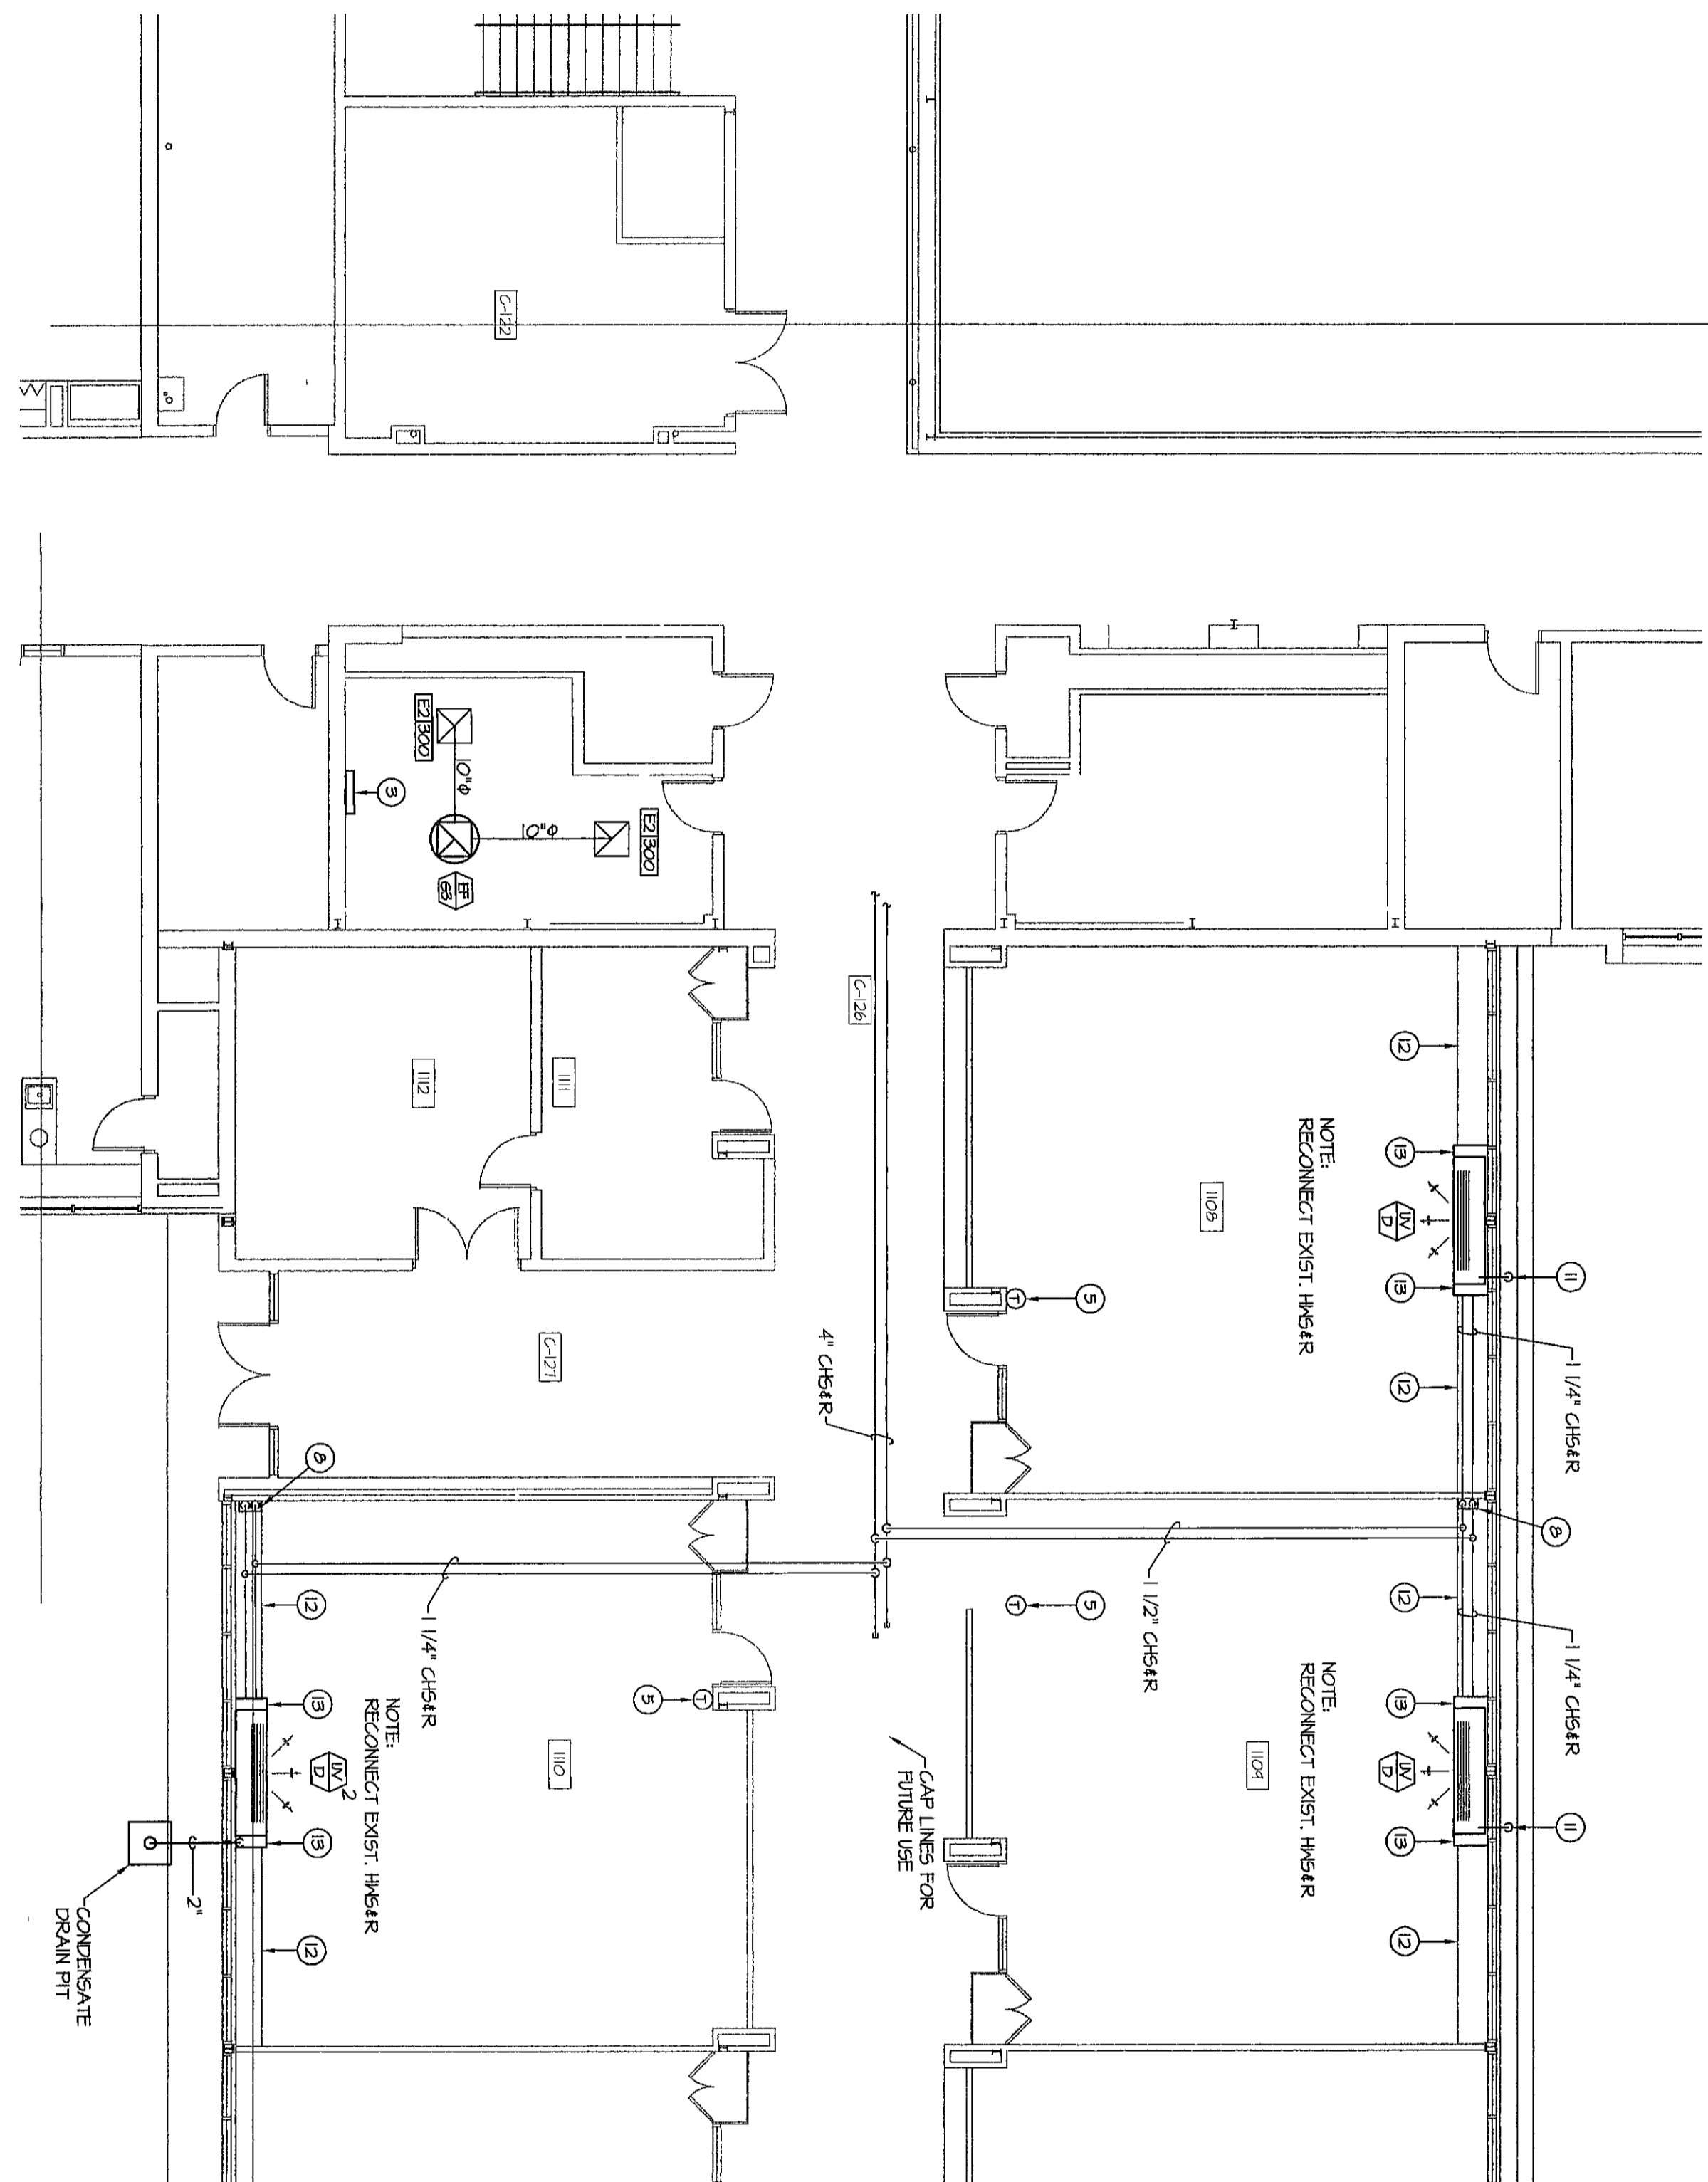 C-122
E2 300
10"ϕ
3
10"ϕ
E2 300
EF
63
C-126
1112
1111
12
13
UV
D
13
11
NOTE:
RECONNECT EXIST. HWS&R
1108
5
T
12
1 1/4" CHS&R
4" CHS&R
C-127
8
8
12
1 1/4" CHS&R
5
T
1 1/2" CHS&R
12
1 1/4" CHS&R
13
UV
D
2
13
NOTE:
RECONNECT EXIST. HWS&R
5
T
1110
NOTE:
RECONNECT EXIST. HWS&R
1109
13
UV
D
13
11
CAP LINES FOR
FUTURE USE
2"
12
12
CONDENSATE
DRAIN PIT